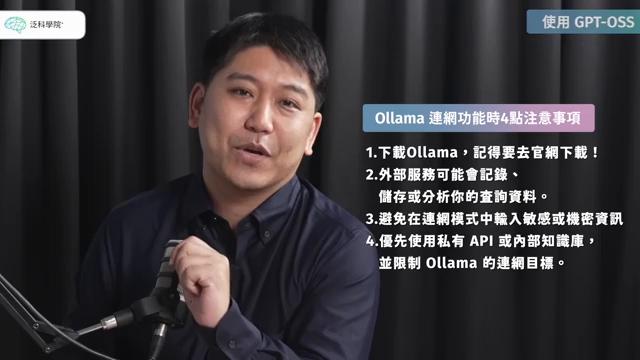 泛科學院
使用 GPT-OSS
Ollama 連網功能時4點注意事項
1.下載Ollama，記得要去官網下載！
2.外部服務可能會記錄、
儲存或分析你的查詢資料。
3.避免在連網模式中輸入敏感或機密資訊
4.優先使用私有 API 或內部知識庫，
並限制 Ollama 的連網目標。